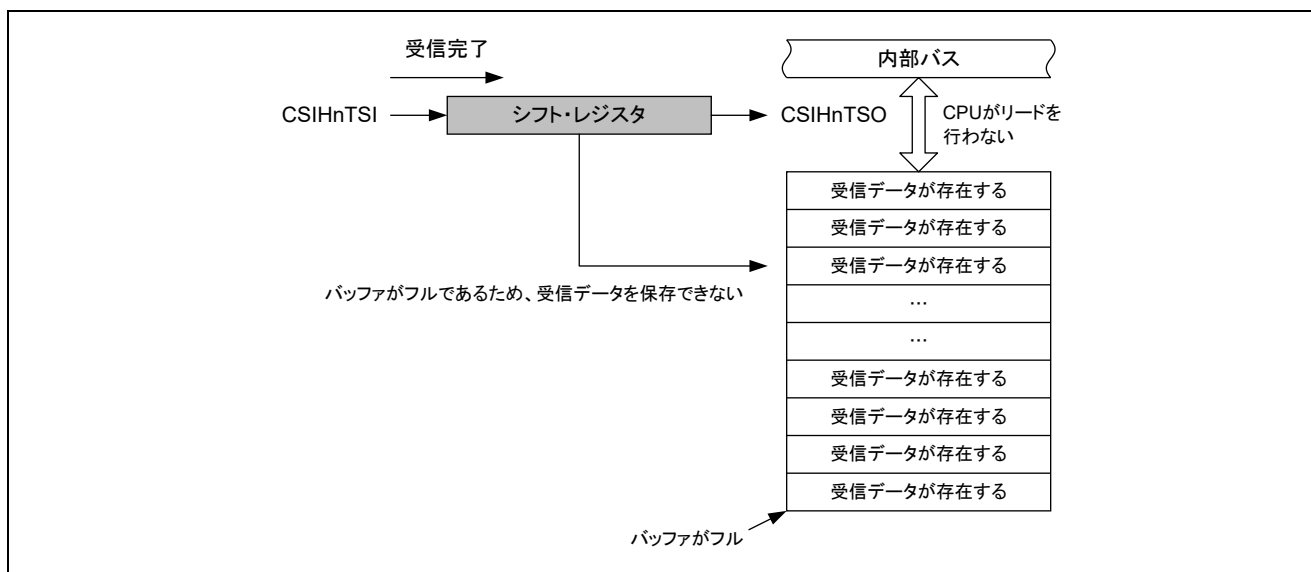 受信完了
内部バス
CSIHnTSI
シフト・レジスタ
CSIHnTSO
CPUがリードを
行わない
受信データが存在する
受信データが存在する
受信データが存在する
バッファがフルであるため、受信データを保存できない
…
…
受信データが存在する
受信データが存在する
受信データが存在する
受信データが存在する
バッファがフル